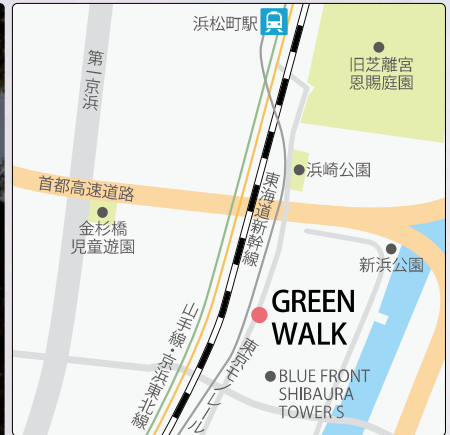 浜松町駅
第一京浜
旧芝離宮
恩賜庭園
浜崎公園
首都高速道路
東海道新幹線
金杉橋
児童遊園
新浜公園
GREEN
WALK
山手線・京浜東北線
東京モノレール
BLUE FRONT
SHIBAURA
TOWER S